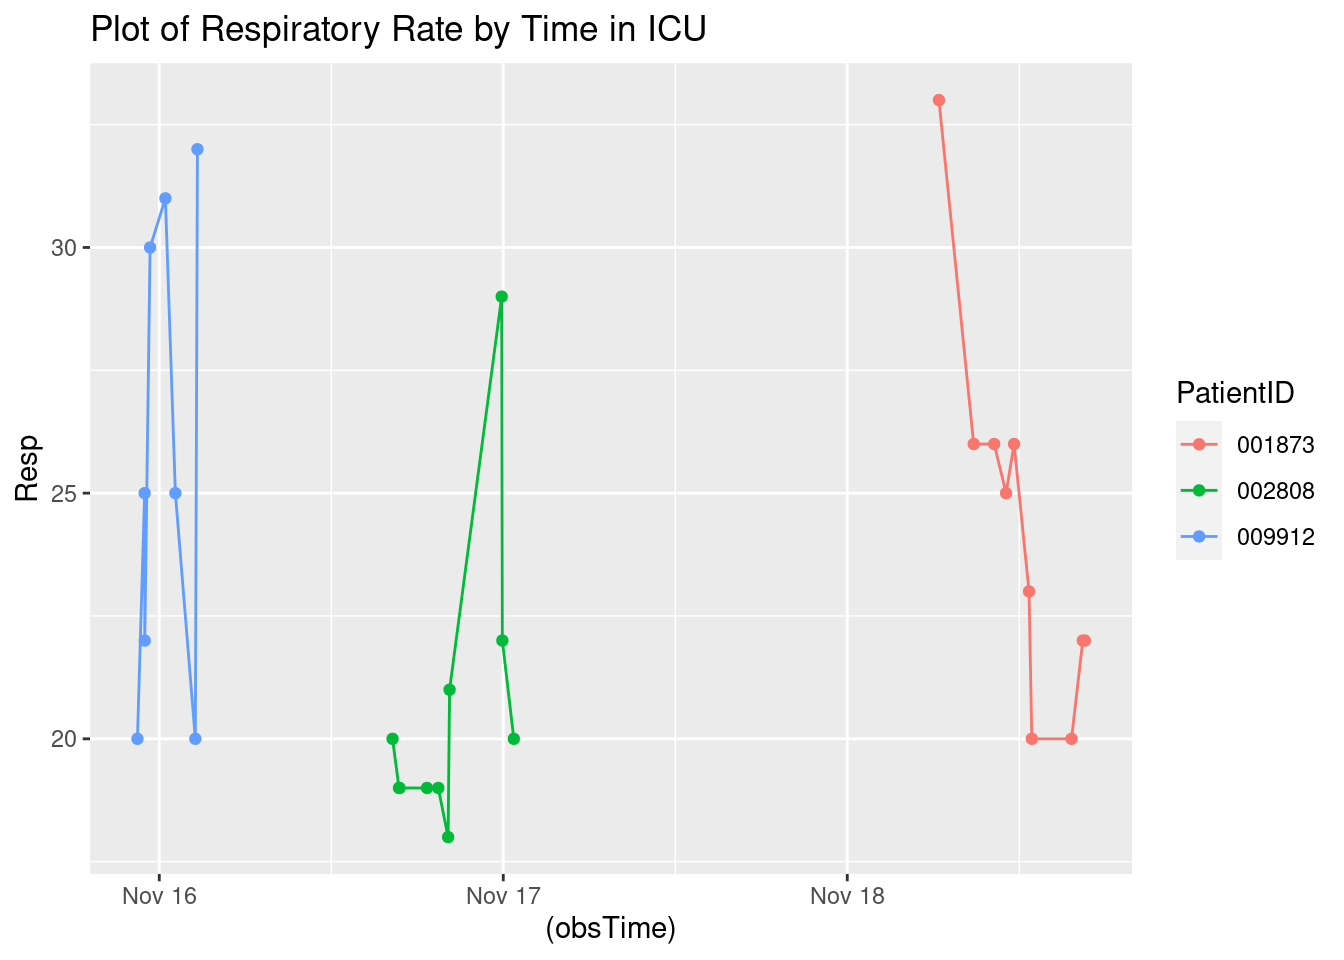 Plot of Respiratory Rate by Time in ICU
Resp
30
25
20
Nov 16
Nov 17
Nov 18
(obsTime)
PatientID
001873
002808
009912